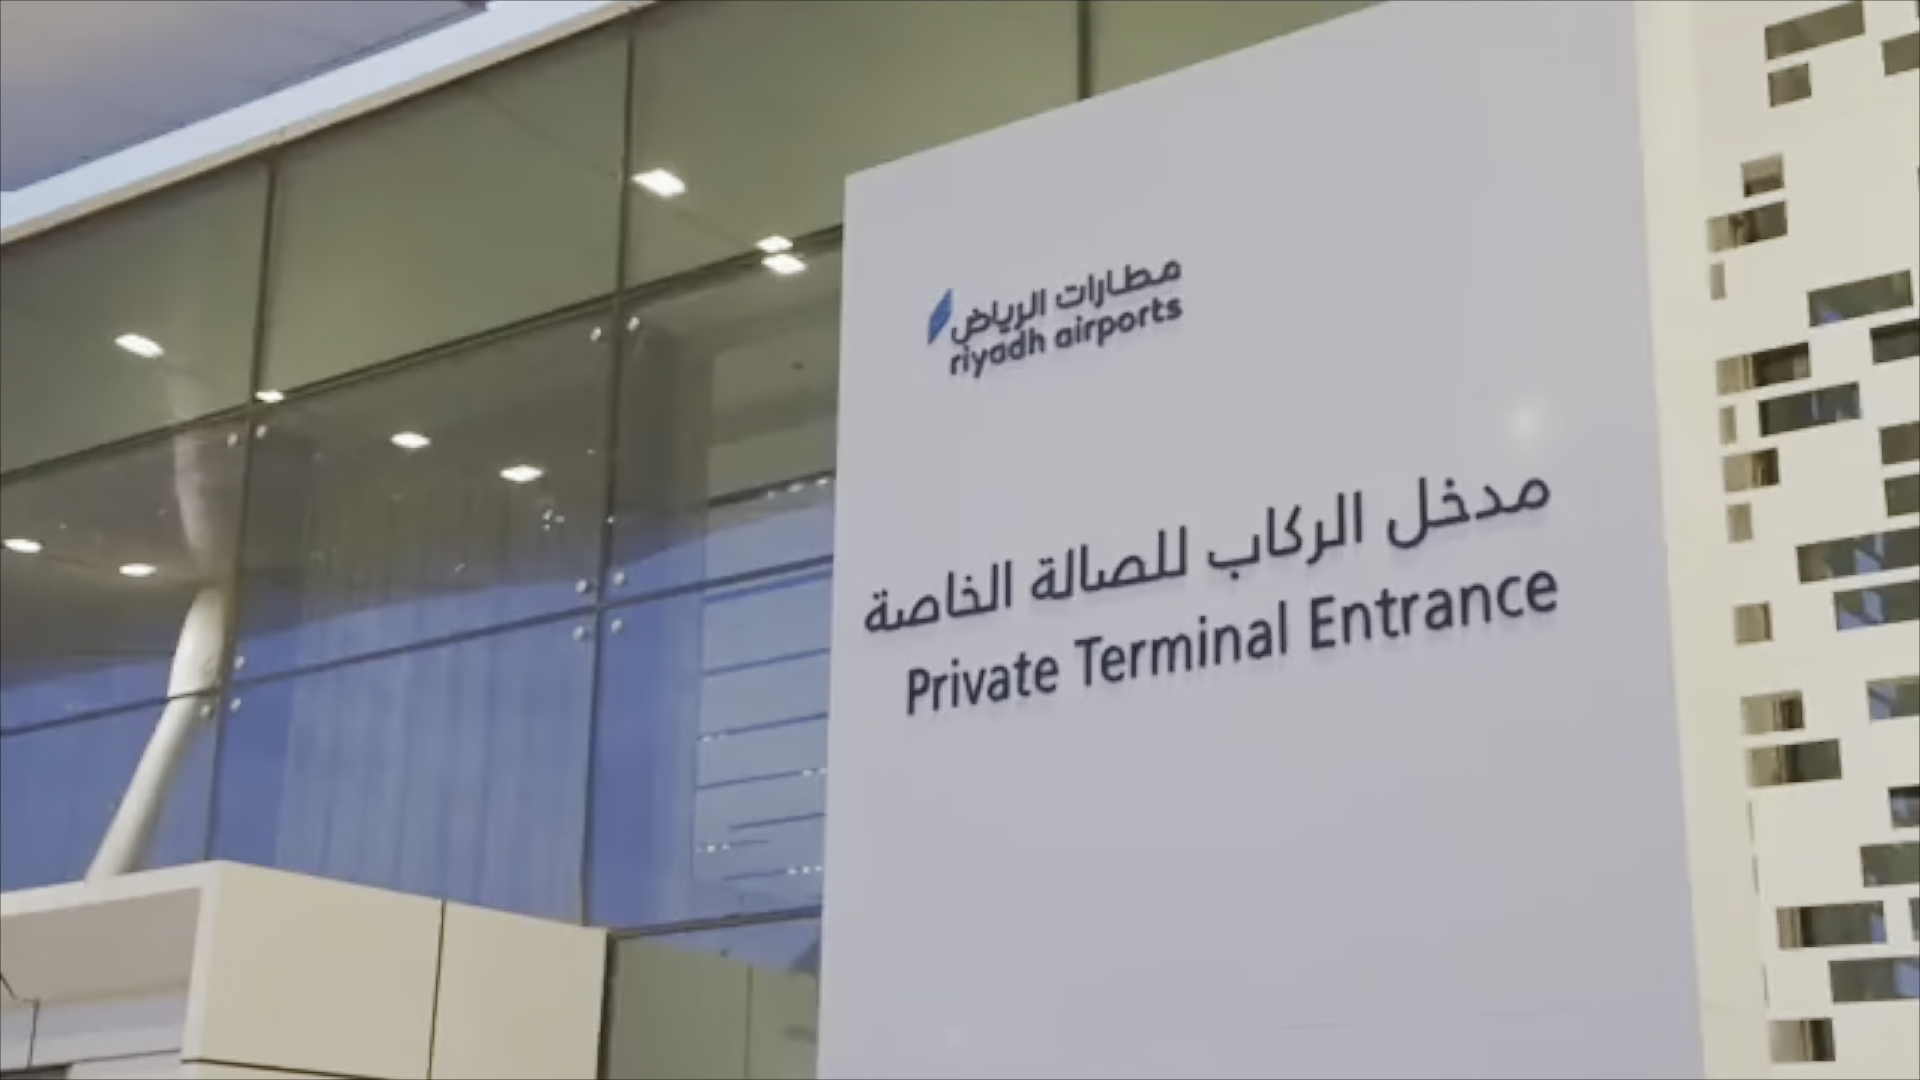 مطارات الرياض
riyadh airports
مدخل الركاب للصالة الخاصة
Private Terminal Entrance